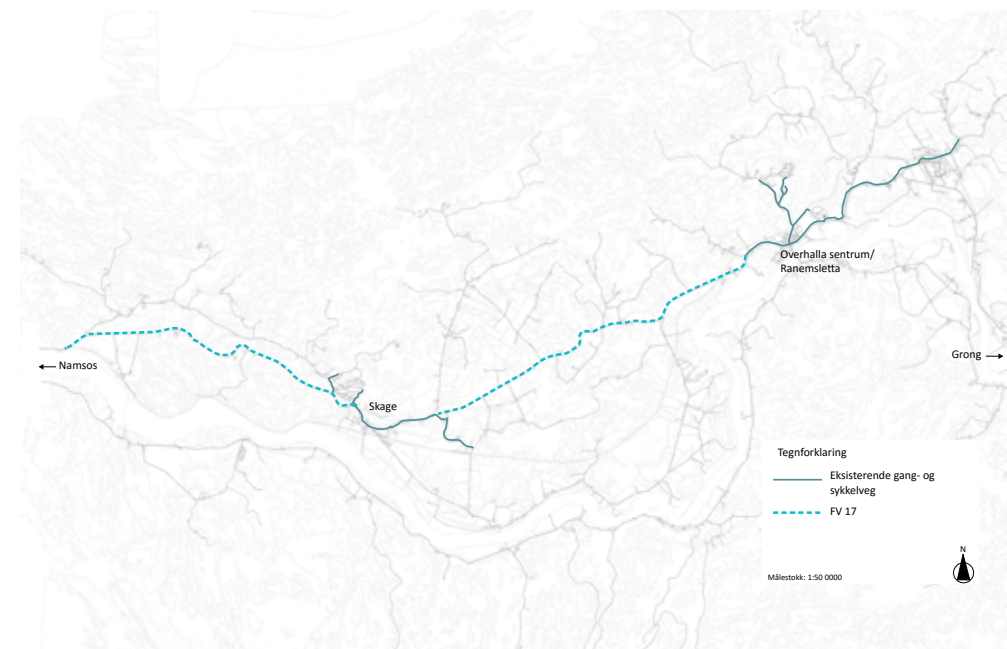 Overhalla sentrum/
Ranemsletta
Grong
Namsos
Skage
Tegnforklaring
Eksisterende gang- og
sykkelveg
FV 17
N
Målestokk: 1:50 0000